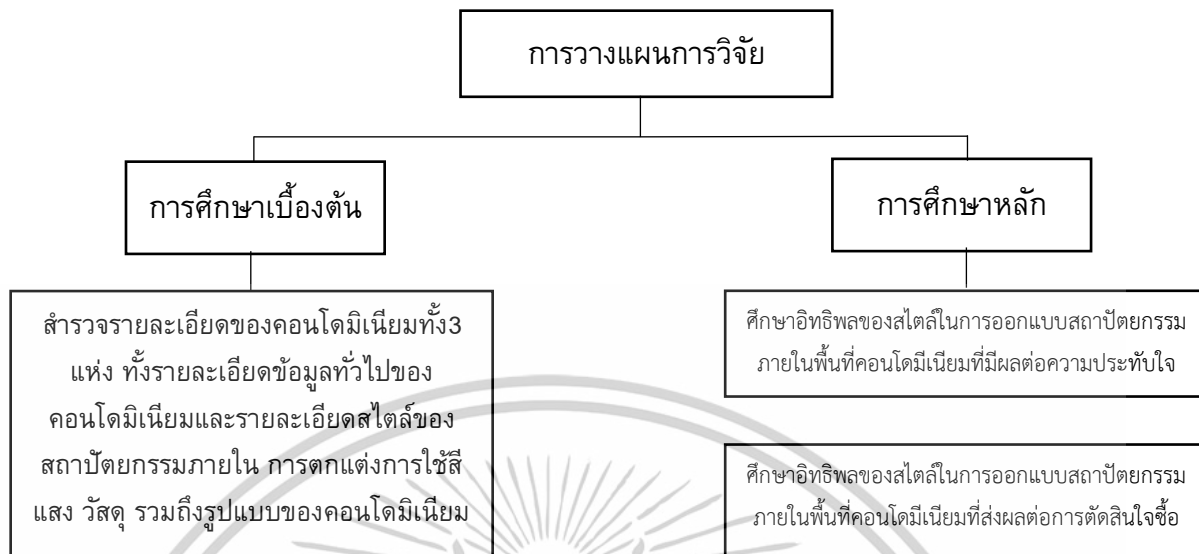 การวางแผนการวิจัย
การศึกษาเบื้องต้น
การศึกษาหลัก
สำรวจรายละเอียดของคอนโดมิเนียมทั้ง3
แห่ง ทั้งรายละเอียดข้อมูลทั่วไปของ
คอนโดมิเนียมและรายละเอียดสไตล์ของ
สถาปัตยกรรมภายใน การตกแต่งการใช้สี
แสง วัสดุ รวมถึงรูปแบบของคอนโดมิเนียม
ศึกษาอิทธิพลของสไตล์ในการออกแบบสถาปัตยกรรม
ภายในพื้นที่คอนโดมิเนียมที่มีผลต่อความประทับใจ
ศึกษาอิทธิพลของสไตล์ในการออกแบบสถาปัตยกรรม
ภายในพื้นที่คอนโดมิเนียมที่ส่งผลต่อการตัดสินใจซื้อ